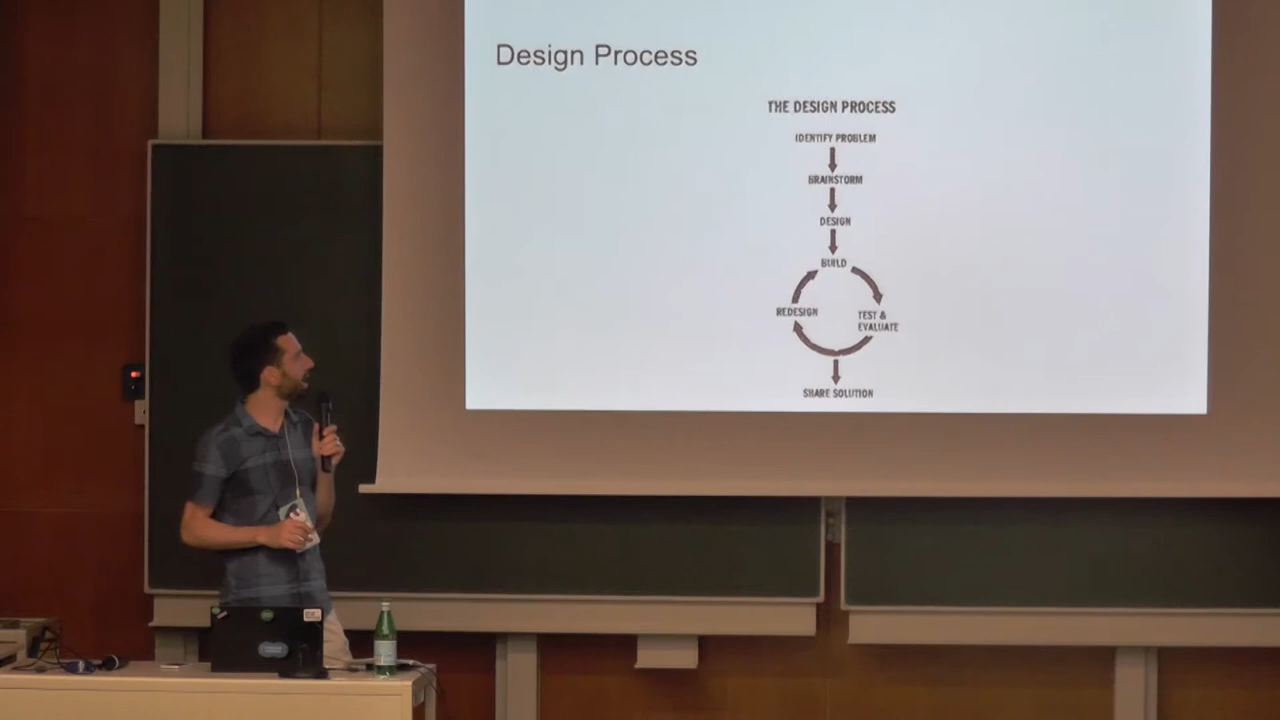 Design Process
THE DESIGN PROCESS
IDENTIFY PROBLEM
BRAINSTORM
DESIGN
BUILD
REDESIGN
TEST &
EVALUATE
SHARE SOLUTION